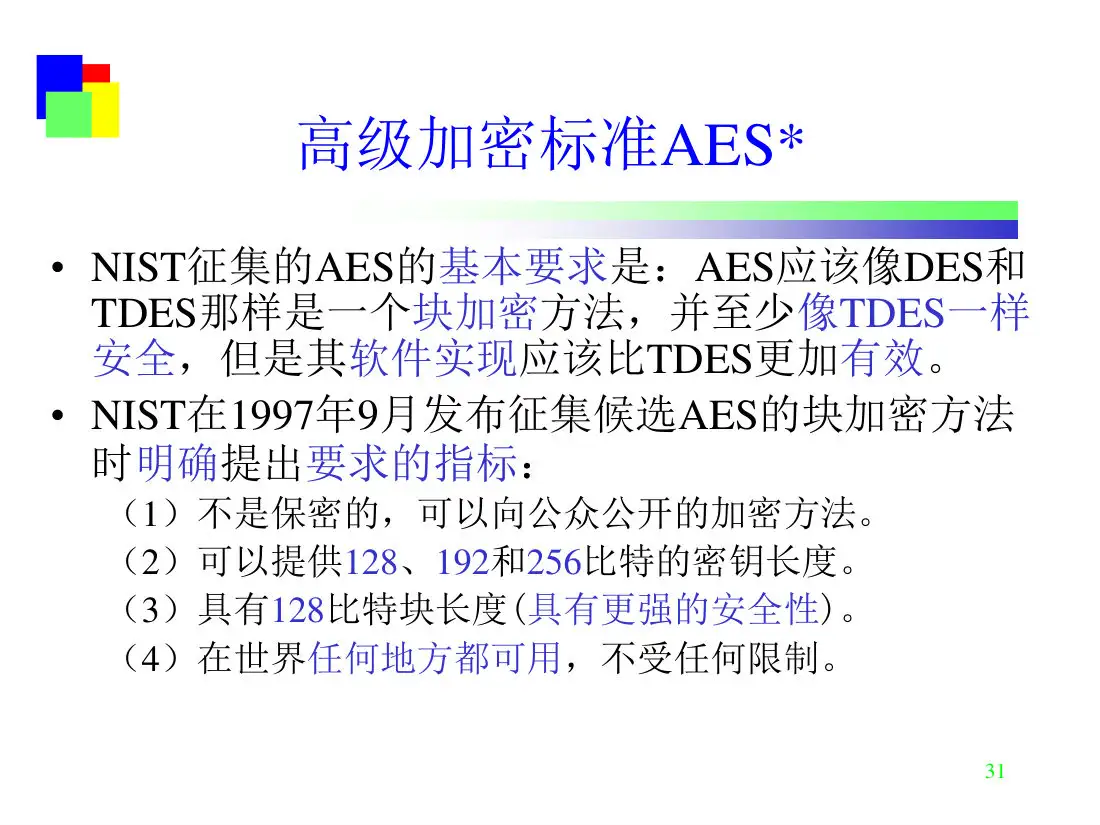 高级加密标准AES*
• NIST征集的AES的基本要求是：AES应该像DES和
TDES那样是一个块加密方法，并至少像TDES一样
安全，但是其软件实现应该比TDES更加有效。
• NIST在1997年9月发布征集候选AES的块加密方法
时明确提出要求的指标：
（1）不是保密的，可以向公众公开的加密方法。
（2）可以提供128、192和256比特的密钥长度。
（3）具有128比特块长度(具有更强的安全性)。
（4）在世界任何地方都可用，不受任何限制。
31